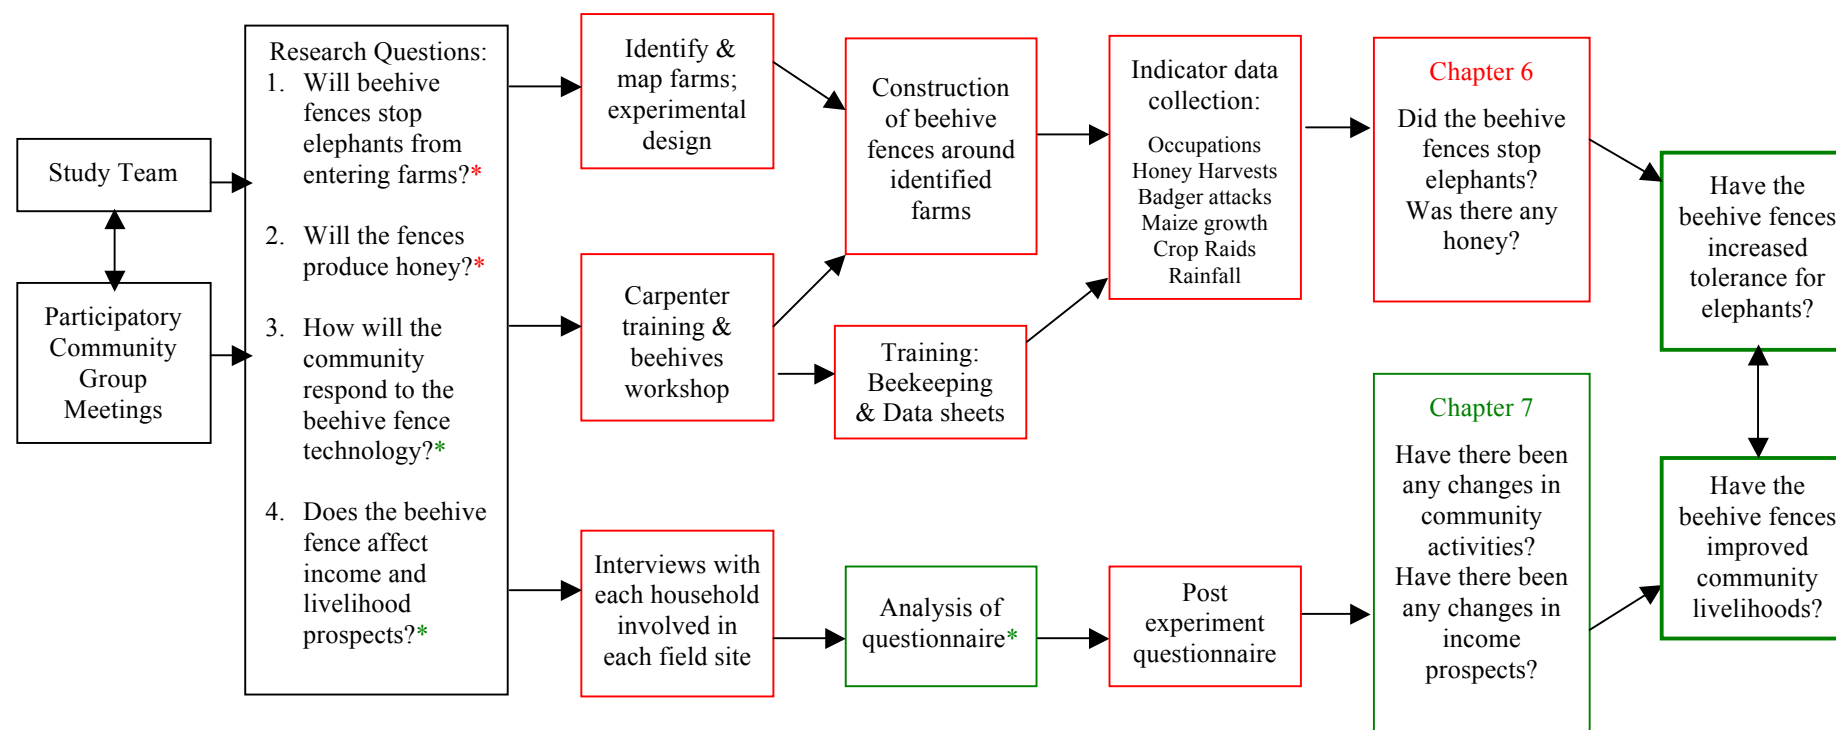 Study Team
Participatory
Community
Group
Meetings
Research Questions:
1. Will beehive
fences stop
elephants from
entering farms?*
2. Will the fences
produce honey?*
3. How will the
community
respond to the
beehive fence
technology?*
4. Does the beehive
fence affect
income and
livelihood
prospects?*
Identify &
map farms;
experimental
design
Carpenter
training &
beehives
workshop
Interviews with
each household
involved in
each field site
Construction
of beehive
fences around
identified
farms
Training:
Beekeeping
& Data sheets
Analysis of
questionnaire*
Indicator data
collection:
Occupations
Honey Harvests
Badger attacks
Maize growth
Crop Raids
Rainfall
Post
experiment
questionnaire
Chapter 6
Did the beehive
fences stop
elephants?
Was there any
honey?
Chapter 7
Have there been
any changes in
community
activities?
Have there been
any changes in
income
prospects?
Have the
beehive fences
increased
tolerance for
elephants?
Have the
beehive fences
improved
community
livelihoods?